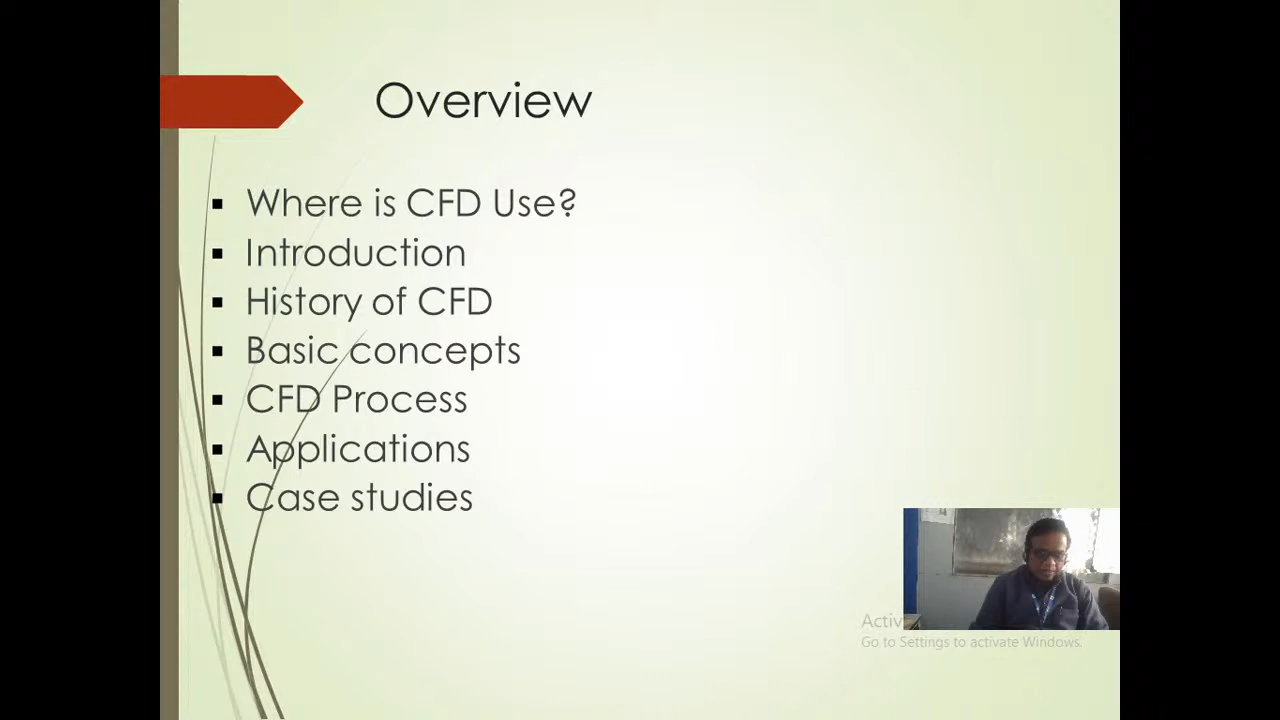 Overview
Where is CFD Use?
Introduction
History of CFD
Basic concepts
CFD Process
Applications
Case studies
Go to Settings to activate Windows.